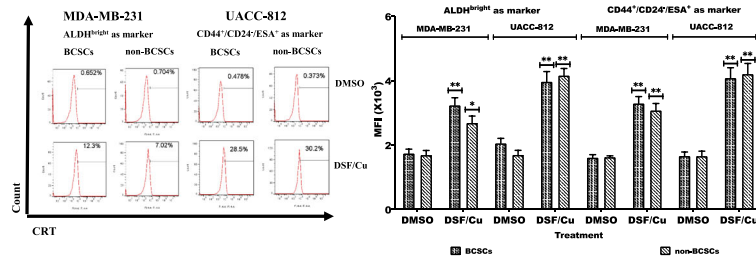 MDA-MB-231 UACC-812
ALDHbright as marker CD44+/CD24-/ESA+ as marker
BCSCs non-BCSCs BCSCs non-BCSCs
0.652% 0.704% 0.478% 0.373%
DMSO
12.3% 7.02% 28.5% 30.2%
DSF/Cu
Count
CRT
ALDHbright as marker CD44+/CD24-/ESA+ as marker
MDA-MB-231 UACC-812 MDA-MB-231 UACC-812
8
6
4
2
0
MFI (X10³)
** * ** ** ** ** ** **
DMSO DSF/Cu DMSO DSF/Cu DMSO DSF/Cu DMSO DSF/Cu
Treatment
BCSCs non-BCSCs